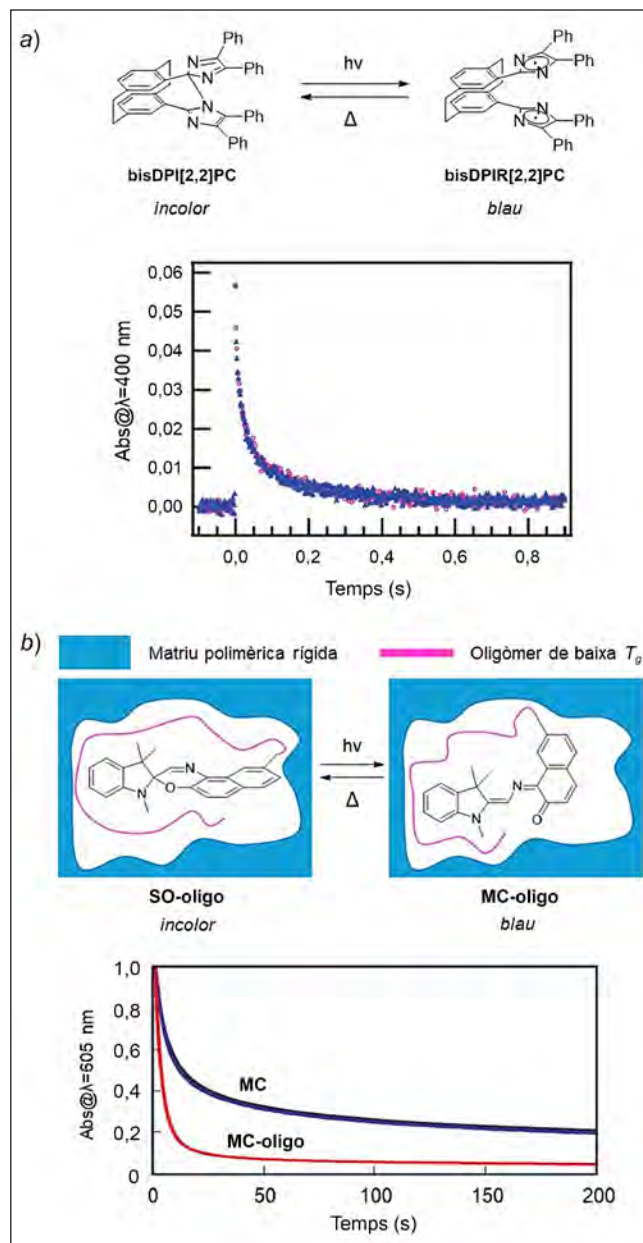 a)
Ph
Ph
Ph
Ph
N
N
N
N
hν
Δ
Ph
Ph
Ph
Ph
N
N
N
N
bisDPI[2,2]PC
incolor
bisDPIR[2,2]PC
blau
Abs@λ=400 nm
0,06
0,05
0,04
0,03
0,02
0,01
0,00
0,0 0,2 0,4 0,6 0,8
Temps (s)
b)
Matriu polimèrica rígida
Oligòmer de baixa Tg
N
N
O
hν
Δ
N
N
O
SO-oligo
incolor
MC-oligo
blau
Abs@λ=605 nm
1,0
0,8
0,6
0,4
0,2
0
MC
MC-oligo
0 50 100 150 200
Temps (s)